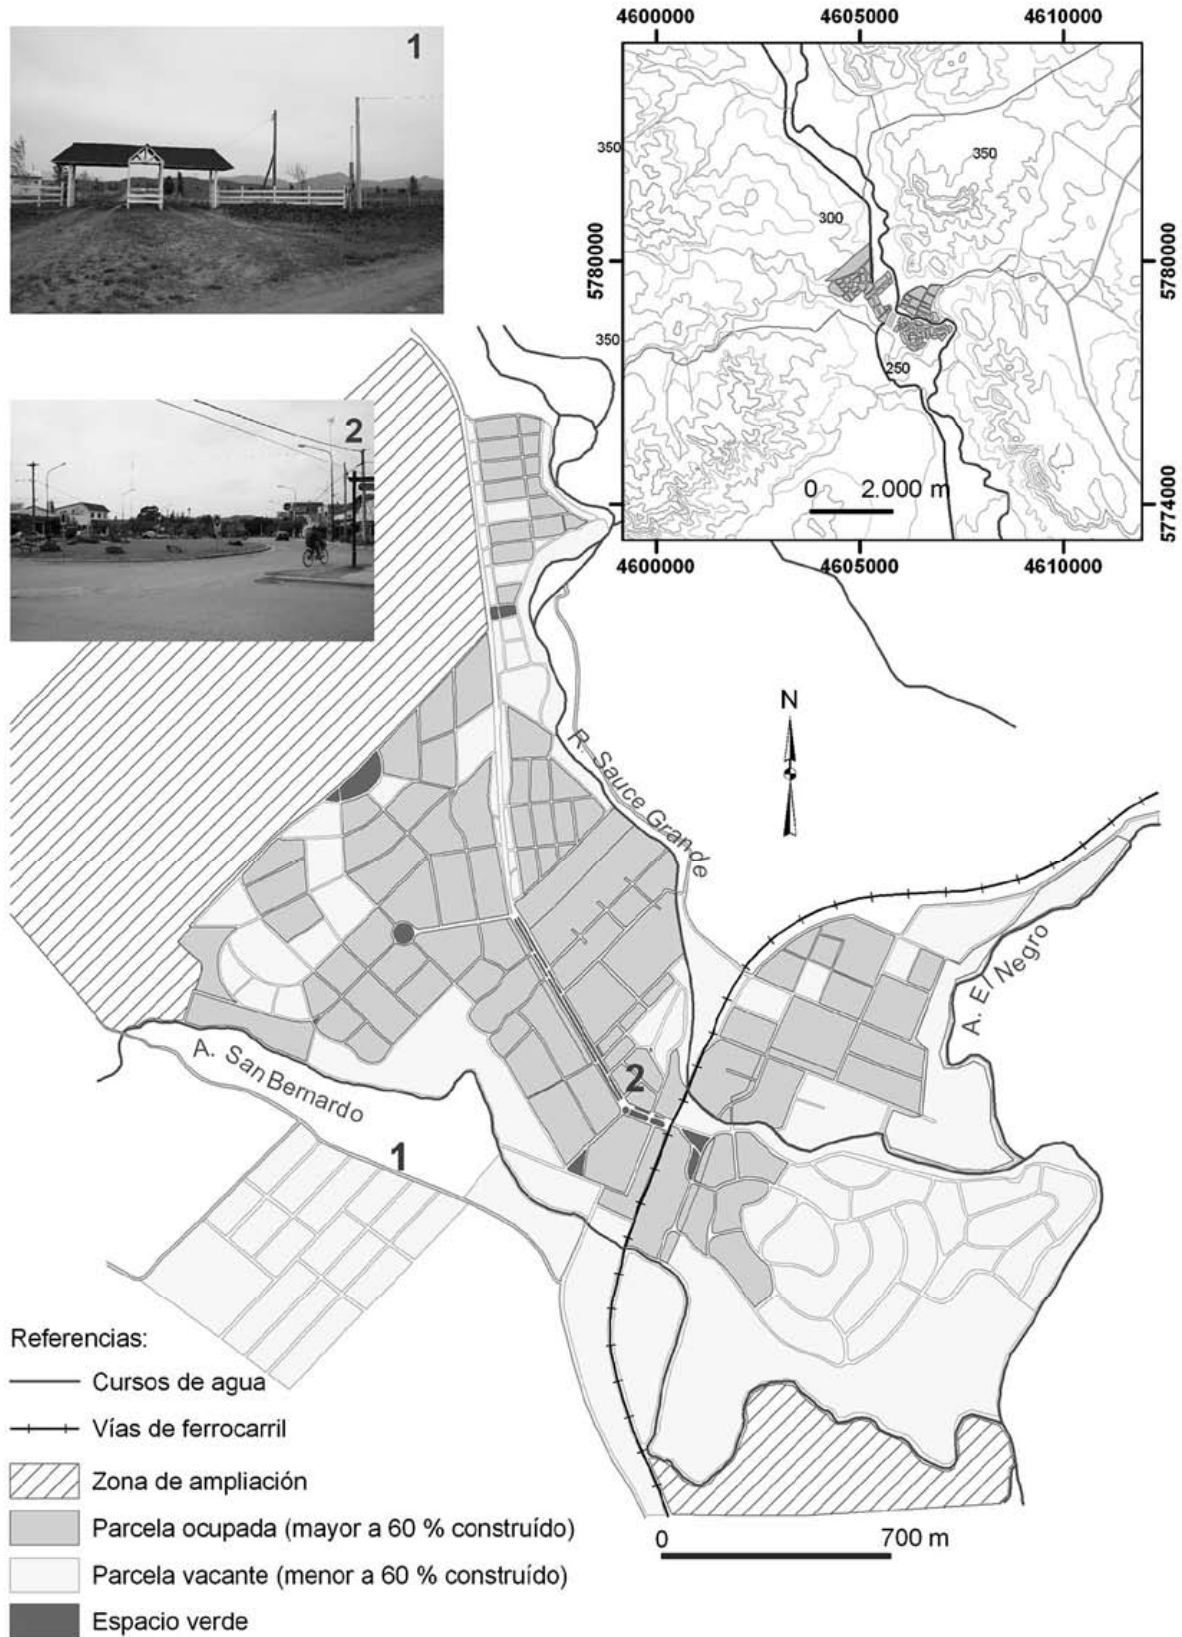 1
4600000
4605000
4610000
350
350
300
5780000
5780000
350
250
2
0
2.000 m
5774000
4600000
4605000
4610000
N
R. Sauce Grande
A. El Negro
A. San Bernardo
2
1
Referencias:
Cursos de agua
Vías de ferrocarril
Zona de ampliación
Parcela ocupada (mayor a 60 % construído)
Parcela vacante (menor a 60 % construído)
Espacio verde
0
700 m